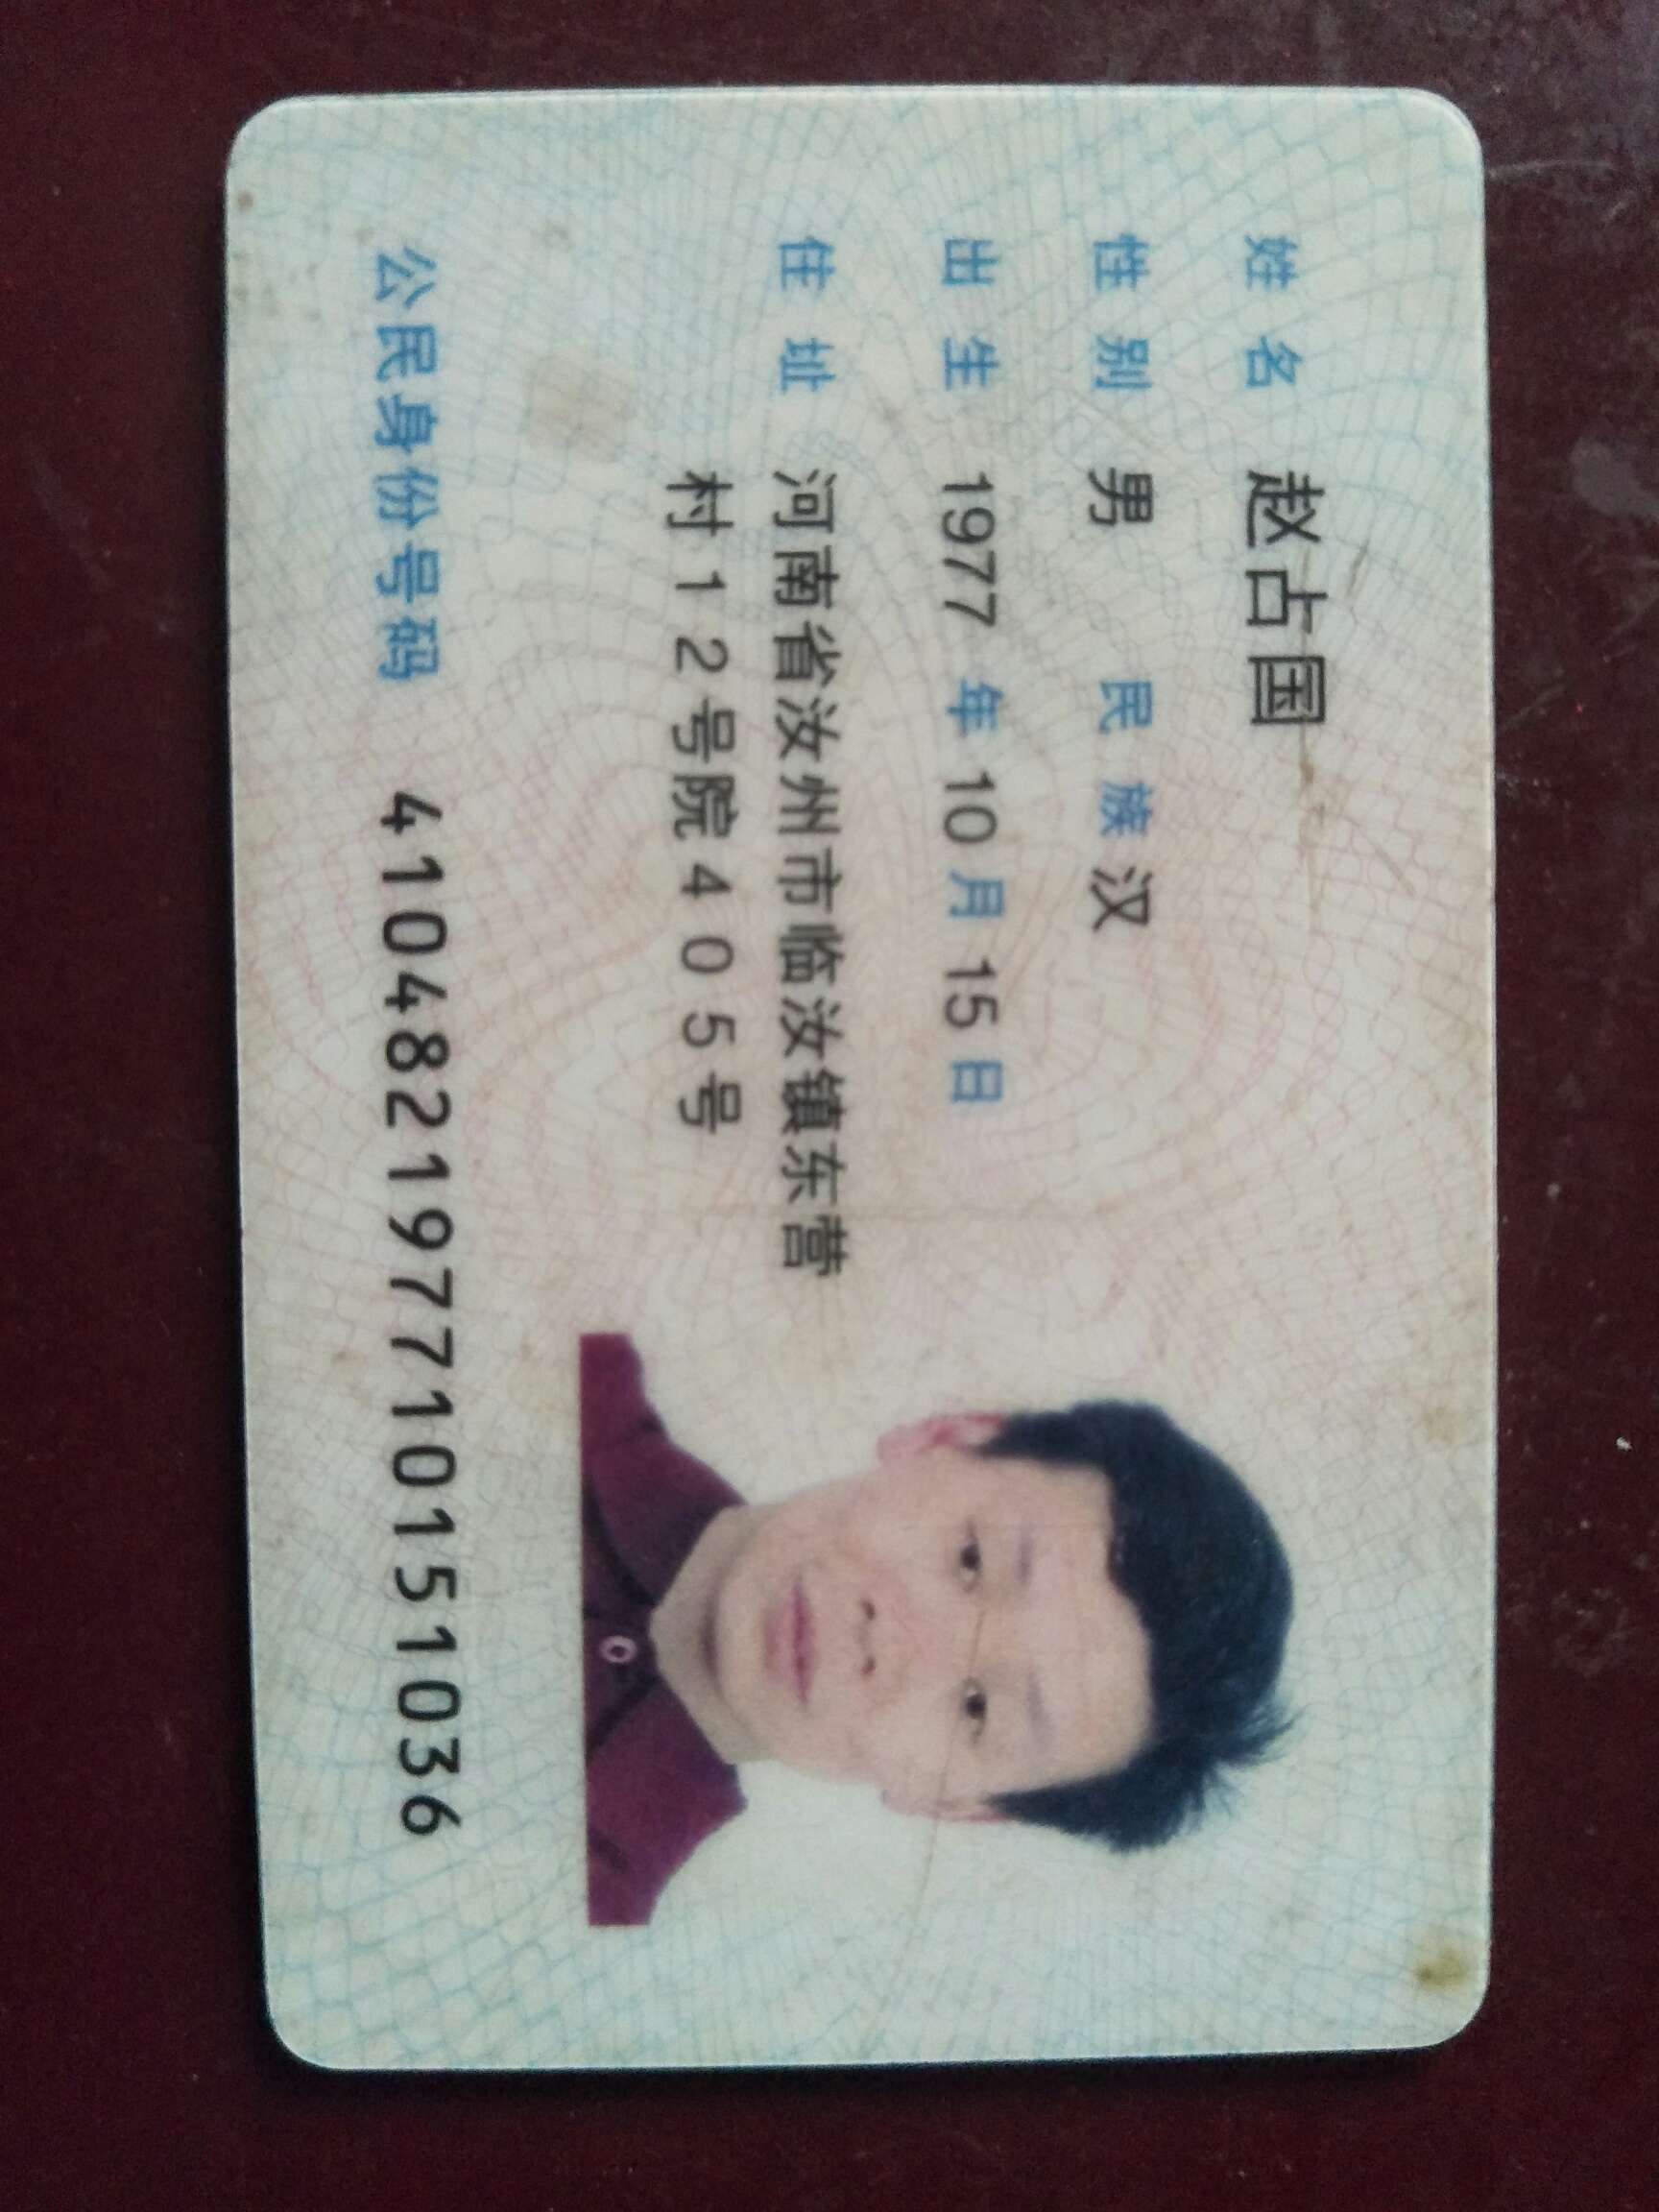 姓名 赵占国
性别 男 民族 汉
出生 1977 年 10 月 15 日
住址 河南省汝州市临汝镇东营
村12号院405号
公民身份号码 410482197710151036